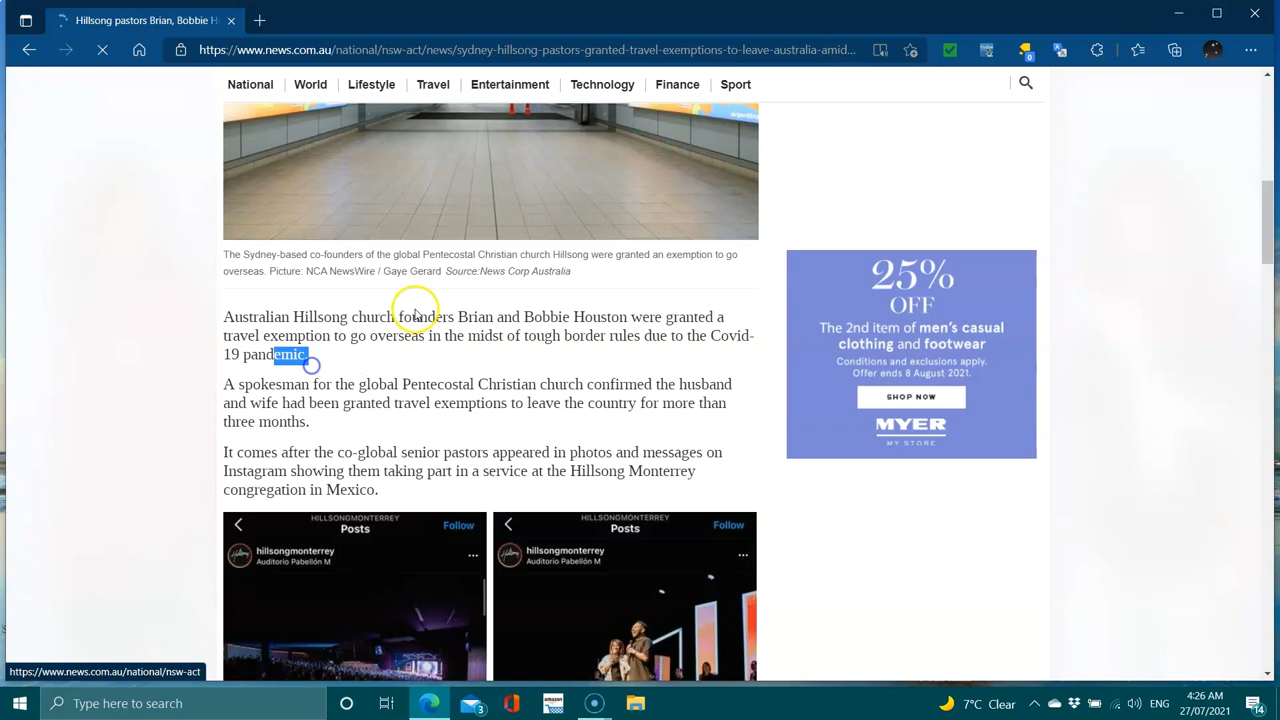 Hillsong pastors Brian, Bobbie H
https://www.news.com.au/national/nsw-act/news/sydney-hillsong-pastors-granted-travel-exemptions-to-leave-australia-amid...
0
National World Lifestyle Travel Entertainment Technology Finance Sport
The Sydney-based co-founders of the global Pentecostal Christian church Hillsong were granted an exemption to go
overseas. Picture: NCA NewsWire / Gaye Gerard Source:News Corp Australia
Australian Hillsong church founders Brian and Bobbie Houston were granted a
travel exemption to go overseas in the midst of tough border rules due to the Covid-
19 pandemic.
A spokesman for the global Pentecostal Christian church confirmed the husband
and wife had been granted travel exemptions to leave the country for more than
three months.
It comes after the co-global senior pastors appeared in photos and messages on
Instagram showing them taking part in a service at the Hillsong Monterrey
congregation in Mexico.
25%
OFF
The 2nd item of men's casual
clothing and footwear
Conditions and exclusions apply.
Offer ends 8 August 2021.
SHOP NOW
MYER
MY STORE
HILLSONGMONTERREY
Posts
Follow
hillsongmonterrey
Auditorio Pabellón M
HILLSONGMONTERREY
Posts
Follow
hillsongmonterrey
Auditorio Pabellón M
https://www.news.com.au/national/nsw-act
Type here to search
3
amazon
7°C Clear
4:26 AM
27/07/2021
14